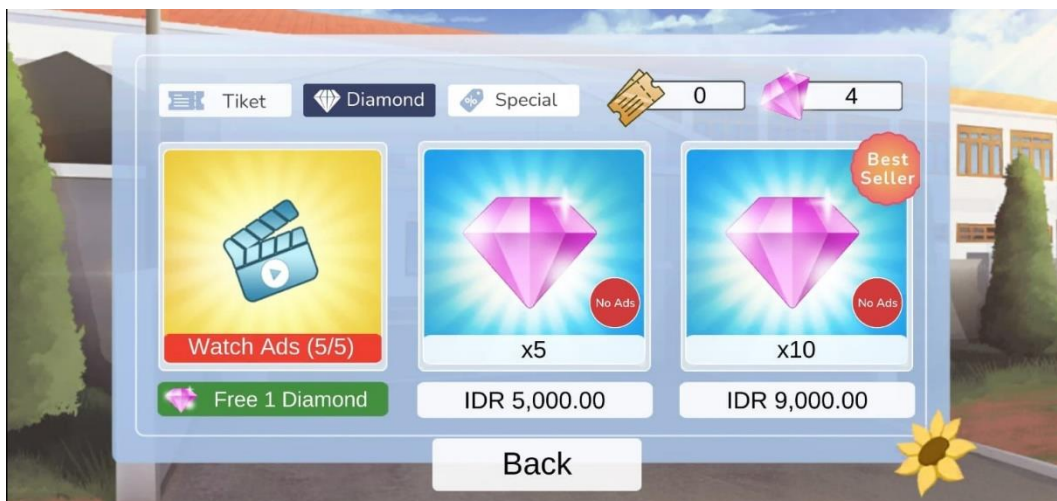 Tiket
Diamond
Special
0
4
Best
Seller
No Ads
No Ads
Watch Ads (5/5)
x5
x10
Free 1 Diamond
IDR 5,000.00
IDR 9,000.00
Back